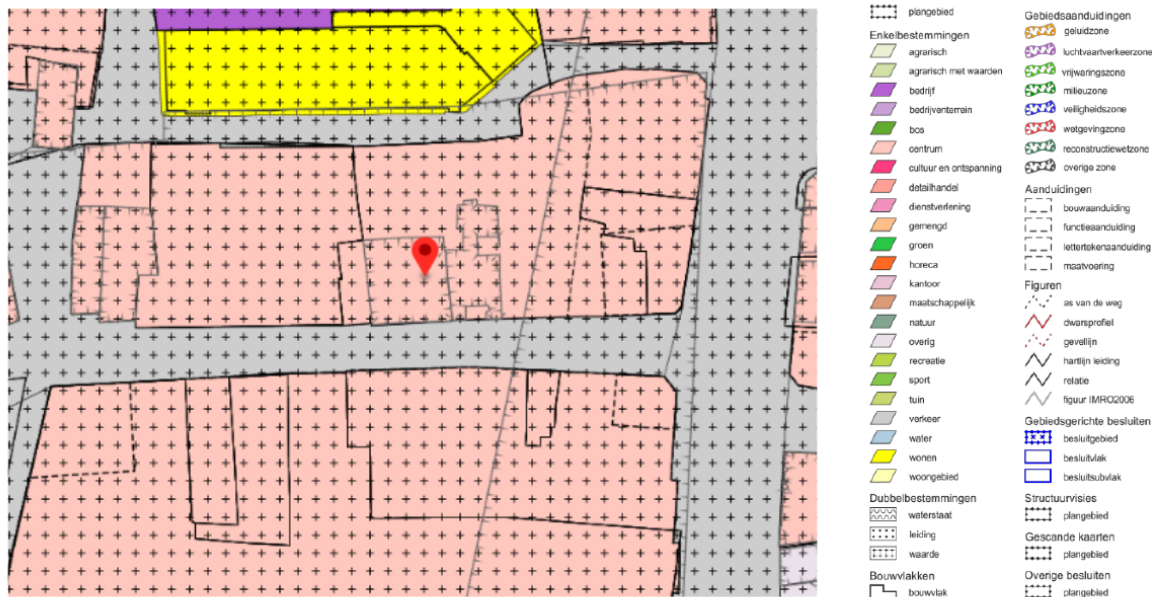 plangebied
Enkelbestemmingen
agrarisch
agrarisch met waarden
bedrijf
bedrijventerrein
bos
centrum
cultuur en ontspanning
detailhandel
dienstverlening
gemengd
groen
horeca
kantoor
maatschappelijk
natuur
overig
recreatie
sport
tuin
verkeer
water
wonen
woongebied
Dubbelbestemmingen
waterstaat
leiding
waarde
Bouwvlakken
bouwvlak
Gebiedsaanduidingen
geluidzone
luchtvaartverkeerzone
vrijwaringszone
milieuzone
veiligheidszone
wetgevingzone
reconstructiewetzone
overige zone
Aanduidingen
bouwaanduiding
functieaanduiding
lettertekenaanduiding
maatvoering
Figuren
as van de weg
dwarsprofiel
gevellijn
hartlijn leiding
relatie
figuur IMRO2006
Gebiedsgerichte besluiten
besluitgebied
besluitvlak
besluitsubvlak
Structuurvisies
plangebied
Gescande kaarten
plangebied
Overige besluiten
plangebied